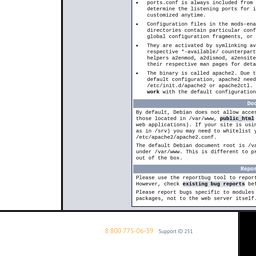 ports.conf is always included from
determine the listening ports for i
customized anytime.
Configuration files in the mods-ena
directories contain particular conf
global configuration fragments, or
They are activated by symlinking av
respective *-available/ counterpart
helpers a2enmod, a2dismod, a2ensite
their respective man pages for deta
The binary is called apache2. Due t
default configuration, apache2 need
/etc/init.d/apache2 or apache2ctl.
work with the default configuration
Doc
By default, Debian does not allow acces
those located in /var/www, public_html
web applications). If your site is usin
as in /srv) you may need to whitelist y
/etc/apache2/apache2.conf.
The default Debian document root is /va
under /var/www. This is different to pr
out of the box.
Repor
Please use the reportbug tool to report
However, check existing bug reports bef
Please report bugs specific to modules
packages, not to the web server itself.
8 800 775-06-39 Support ID 251